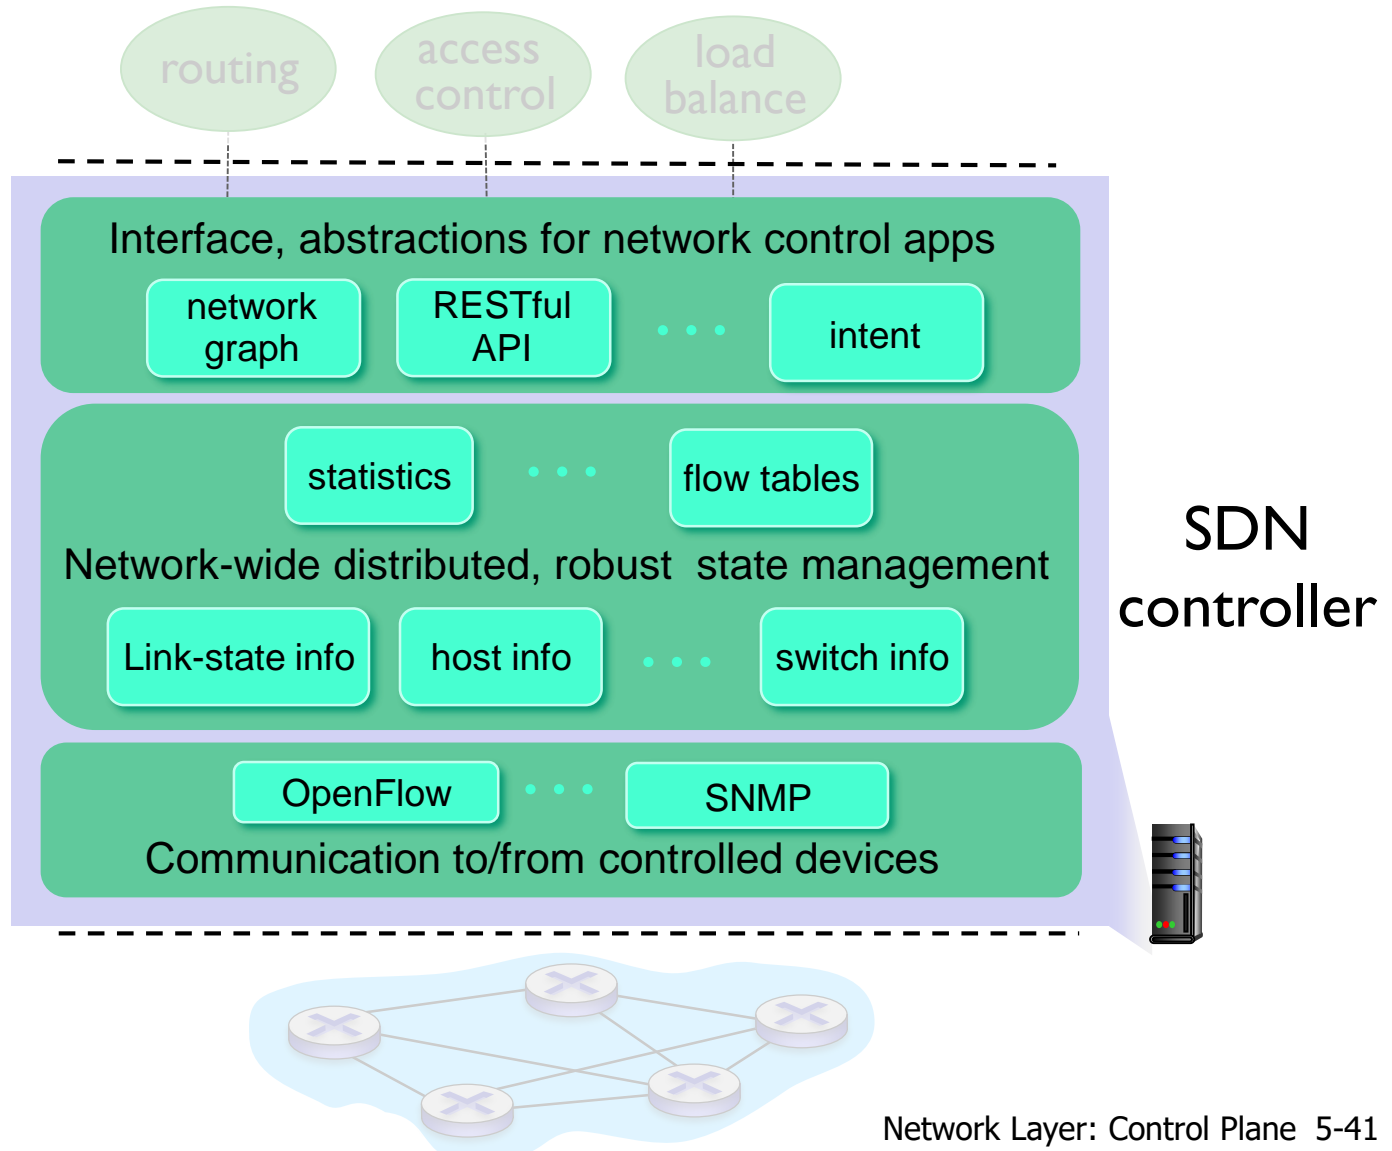 routing
access
control
load
balance
Interface, abstractions for network control apps
network
graph
RESTful
API
intent
statistics
flow tables
Network-wide distributed, robust  state management
Link-state info
host info
switch info
OpenFlow
SNMP
Communication to/from controlled devices
SDN
controller
Network Layer: Control Plane  5-41